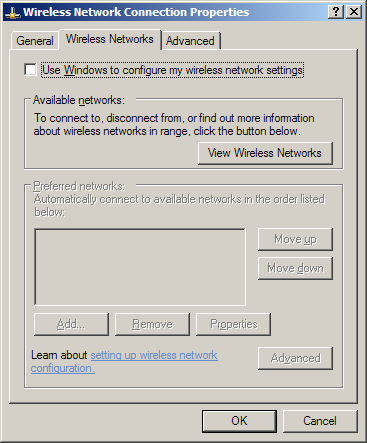 Wireless Network Connection Properties
General
Wireless Networks
Advanced
Use Windows to configure my wireless network settings
Available networks:
To connect to, disconnect from, or find out more information
about wireless networks in range, click the button below.
View Wireless Networks
Preferred networks:
Automatically connect to available networks in the order listed
below:
Move up
Move down
Add...
Remove
Properties
Learn about setting up wireless network
configuration.
Advanced
OK
Cancel